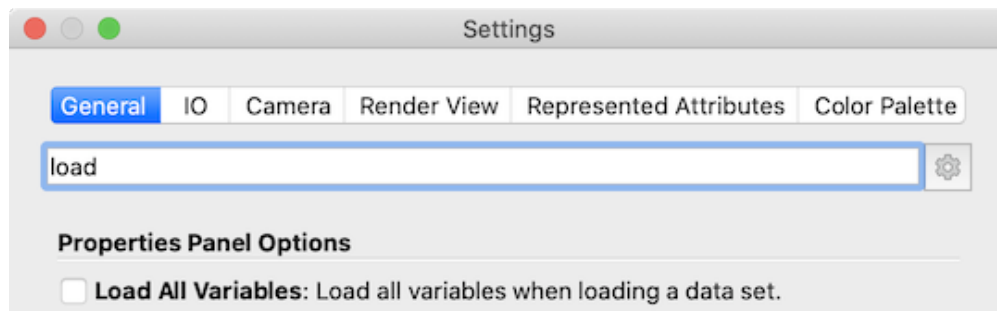 Settings
General IO Camera Render View Represented Attributes Color Palette
load
Properties Panel Options
Load All Variables: Load all variables when loading a data set.